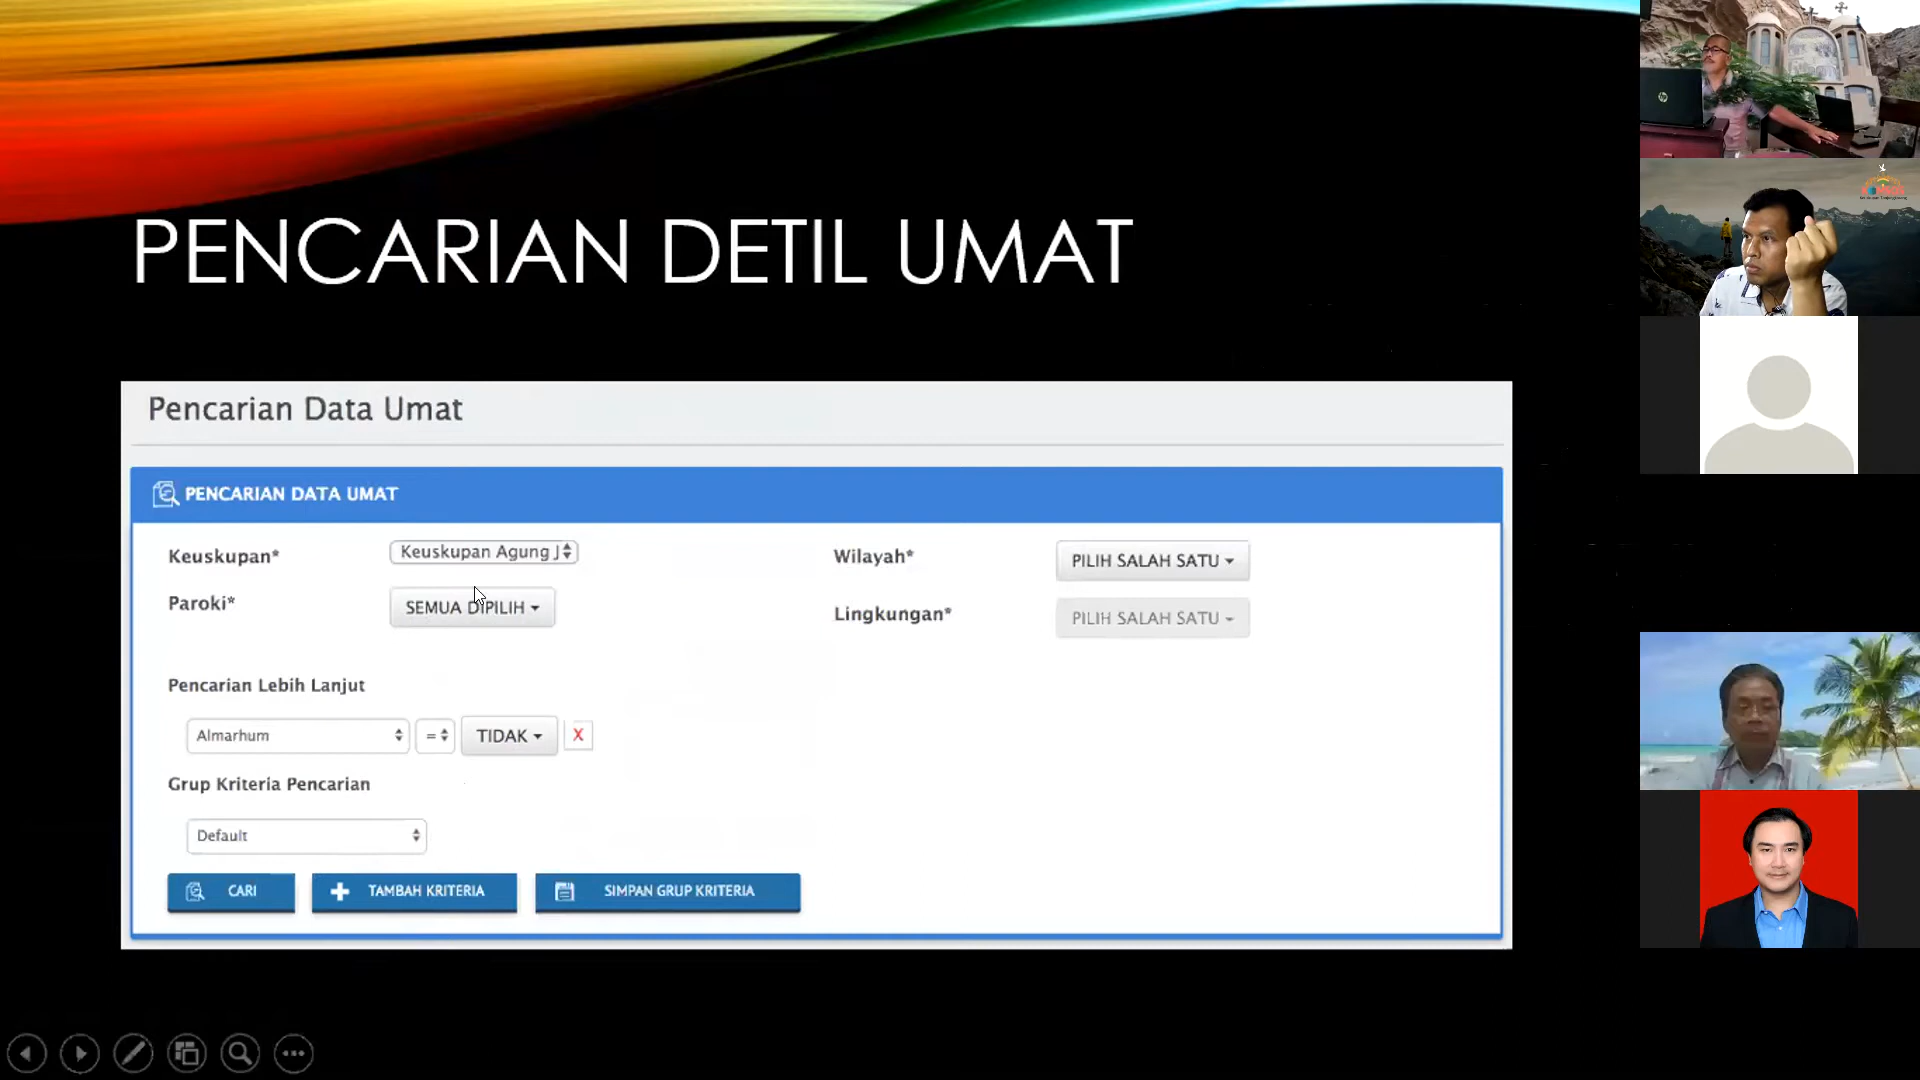 PENCARIAN DETIL UMAT
Pencarian Data Umat
PENCARIAN DATA UMAT
Keuskupan*
Keuskupan Agung J
Wilayah*
PILIH SALAH SATU
Paroki*
SEMUA DIPILIH
Lingkungan*
PILIH SALAH SATU
Pencarian Lebih Lanjut
Almarhum
=
TIDAK
X
Grup Kriteria Pencarian
Default
CARI
TAMBAH KRITERIA
SIMPAN GRUP KRITERIA